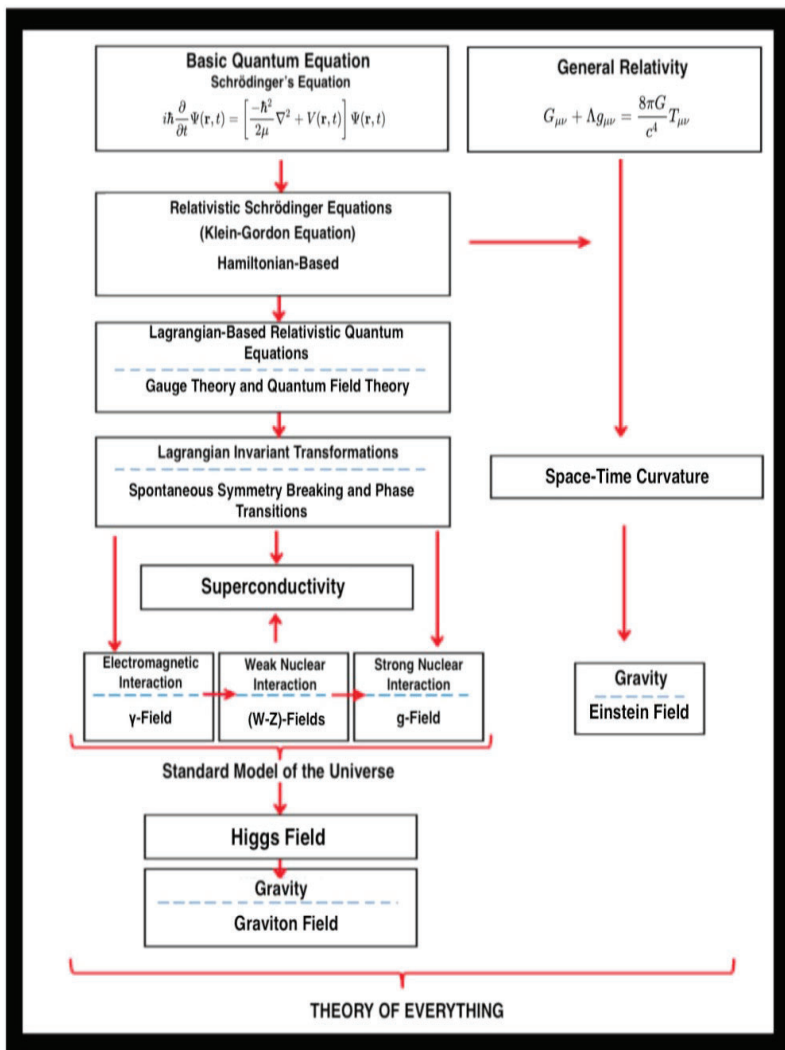 Basic Quantum Equation
Schrödinger's Equation
iħ ∂/∂t Ψ(r,t) = [−ħ²/2μ ∇² + V(r,t)] Ψ(r,t)
General Relativity
Gμν + Λgμν = 8πG/c⁴ Tμν
Relativistic Schrödinger Equations
(Klein-Gordon Equation)
Hamiltonian-Based
Lagrangian-Based Relativistic Quantum
Equations
Gauge Theory and Quantum Field Theory
Lagrangian Invariant Transformations
Spontaneous Symmetry Breaking and Phase
Transitions
Space-Time Curvature
Superconductivity
Electromagnetic
Interaction
γ-Field
Weak Nuclear
Interaction
(W-Z)-Fields
Strong Nuclear
Interaction
g-Field
Gravity
Einstein Field
Standard Model of the Universe
Higgs Field
Gravity
Graviton Field
THEORY OF EVERYTHING